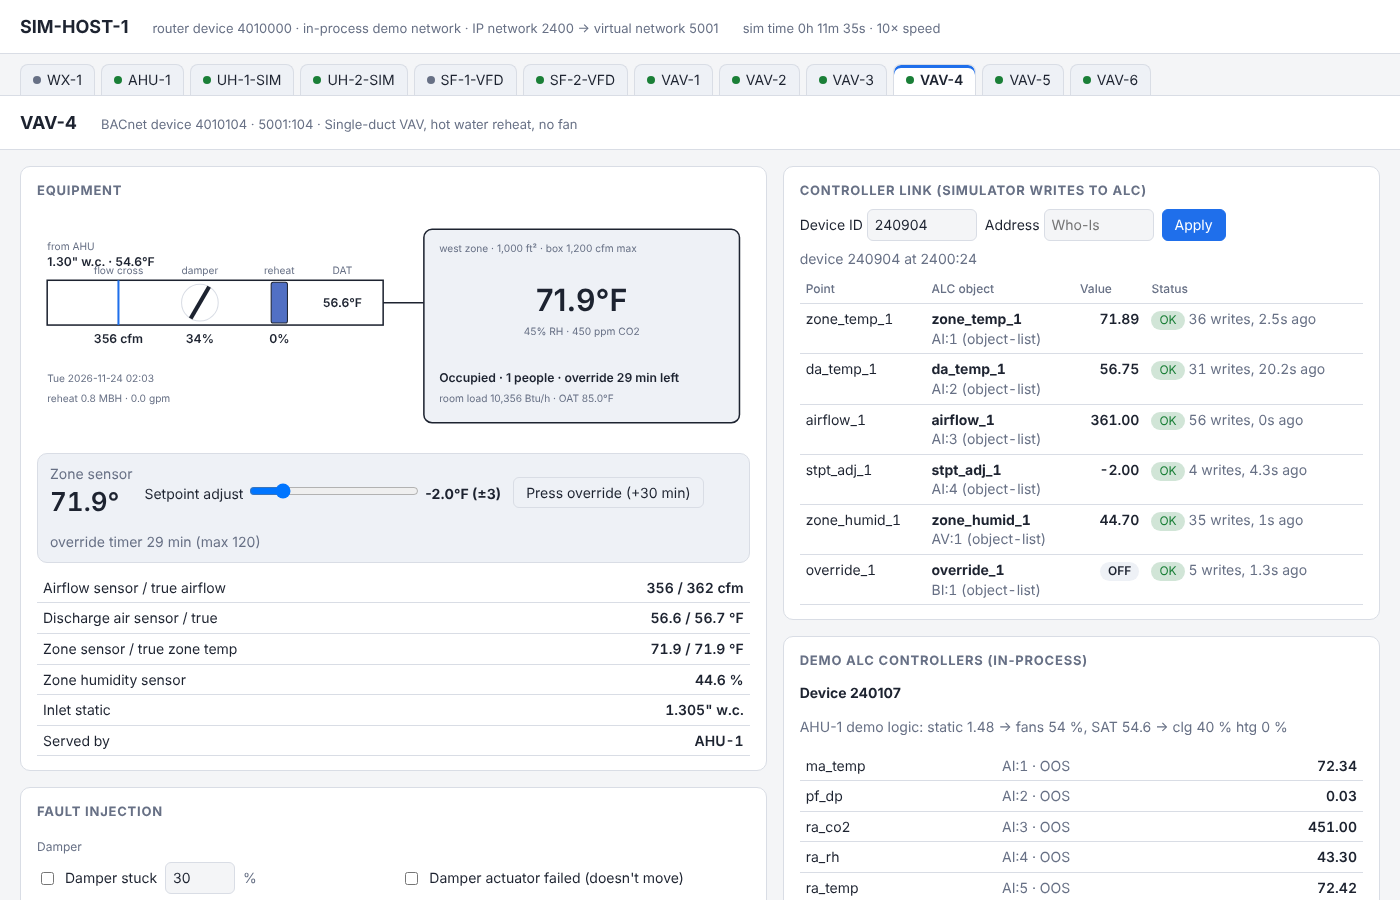 SIM-HOST-1 router device 4010000 · in-process demo network · IP network 2400 → virtual network 5001 sim time 0h 11m 35s · 10× speed
WX-1 AHU-1 UH-1-SIM UH-2-SIM SF-1-VFD SF-2-VFD VAV-1 VAV-2 VAV-3 VAV-4 VAV-5 VAV-6
VAV-4 BACnet device 4010104 · 5001:104 · Single-duct VAV, hot water reheat, no fan
EQUIPMENT
from AHU
1.30" w.c. · 54.6°F
flow cross damper reheat DAT
56.6°F
356 cfm 34% 0%
Tue 2026-11-24 02:03
reheat 0.8 MBH · 0.0 gpm
west zone · 1,000 ft² · box 1,200 cfm max
71.9°F
45% RH · 450 ppm CO2
Occupied · 1 people · override 29 min left
room load 10,356 Btu/h · OAT 85.0°F
Zone sensor
71.9°
Setpoint adjust -2.0°F (±3) Press override (+30 min)
override timer 29 min (max 120)
Airflow sensor / true airflow 356 / 362 cfm
Discharge air sensor / true 56.6 / 56.7 °F
Zone sensor / true zone temp 71.9 / 71.9 °F
Zone humidity sensor 44.6 %
Inlet static 1.305" w.c.
Served by AHU-1
FAULT INJECTION
Damper
Damper stuck 30 % Damper actuator failed (doesn't move)
CONTROLLER LINK (SIMULATOR WRITES TO ALC)
Device ID 240904 Address Who-Is Apply
device 240904 at 2400:24
Point ALC object Value Status
zone_temp_1 zone_temp_1 71.89 OK 36 writes, 2.5s ago
AI:1 (object-list)
da_temp_1 da_temp_1 56.75 OK 31 writes, 20.2s ago
AI:2 (object-list)
airflow_1 airflow_1 361.00 OK 56 writes, 0s ago
AI:3 (object-list)
stpt_adj_1 stpt_adj_1 -2.00 OK 4 writes, 4.3s ago
AI:4 (object-list)
zone_humid_1 zone_humid_1 44.70 OK 35 writes, 1s ago
AV:1 (object-list)
override_1 override_1 OFF OK 5 writes, 1.3s ago
BI:1 (object-list)
DEMO ALC CONTROLLERS (IN-PROCESS)
Device 240107
AHU-1 demo logic: static 1.48 → fans 54 %, SAT 54.6 → clg 40 % htg 0 %
ma_temp AI:1 · OOS 72.34
pf_dp AI:2 · OOS 0.03
ra_co2 AI:3 · OOS 451.00
ra_rh AI:4 · OOS 43.30
ra_temp AI:5 · OOS 72.42